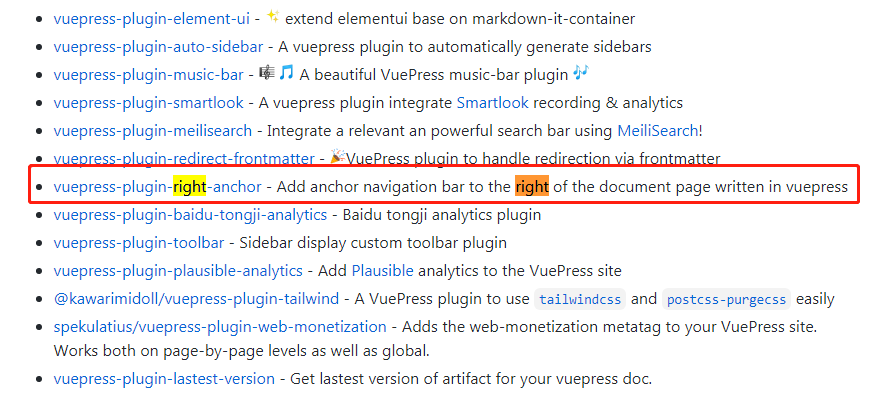 vuepress-plugin-element-ui - ✨ extend elementui base on markdown-it-container
vuepress-plugin-auto-sidebar - A vuepress plugin to automatically generate sidebars
vuepress-plugin-music-bar - 🎼🎵 A beautiful VuePress music-bar plugin 🎶
vuepress-plugin-smartlook - A vuepress plugin integrate Smartlook recording & analytics
vuepress-plugin-meilisearch - Integrate a relevant an powerful search bar using MeiliSearch!
vuepress-plugin-redirect-frontmatter - 🎉VuePress plugin to handle redirection via frontmatter
vuepress-plugin-right-anchor - Add anchor navigation bar to the right of the document page written in vuepress
vuepress-plugin-baidu-tongji-analytics - Baidu tongji analytics plugin
vuepress-plugin-toolbar - Sidebar display custom toolbar plugin
vuepress-plugin-plausible-analytics - Add Plausible analytics to the VuePress site
@kawarimidoll/vuepress-plugin-tailwind - A VuePress plugin to use tailwindcss and postcss-purgecss easily
spekulatius/vuepress-plugin-web-monetization - Adds the web-monetization metatag to your VuePress site.
Works both on page-by-page levels as well as global.
vuepress-plugin-lastest-version - Get lastest version of artifact for your vuepress doc.